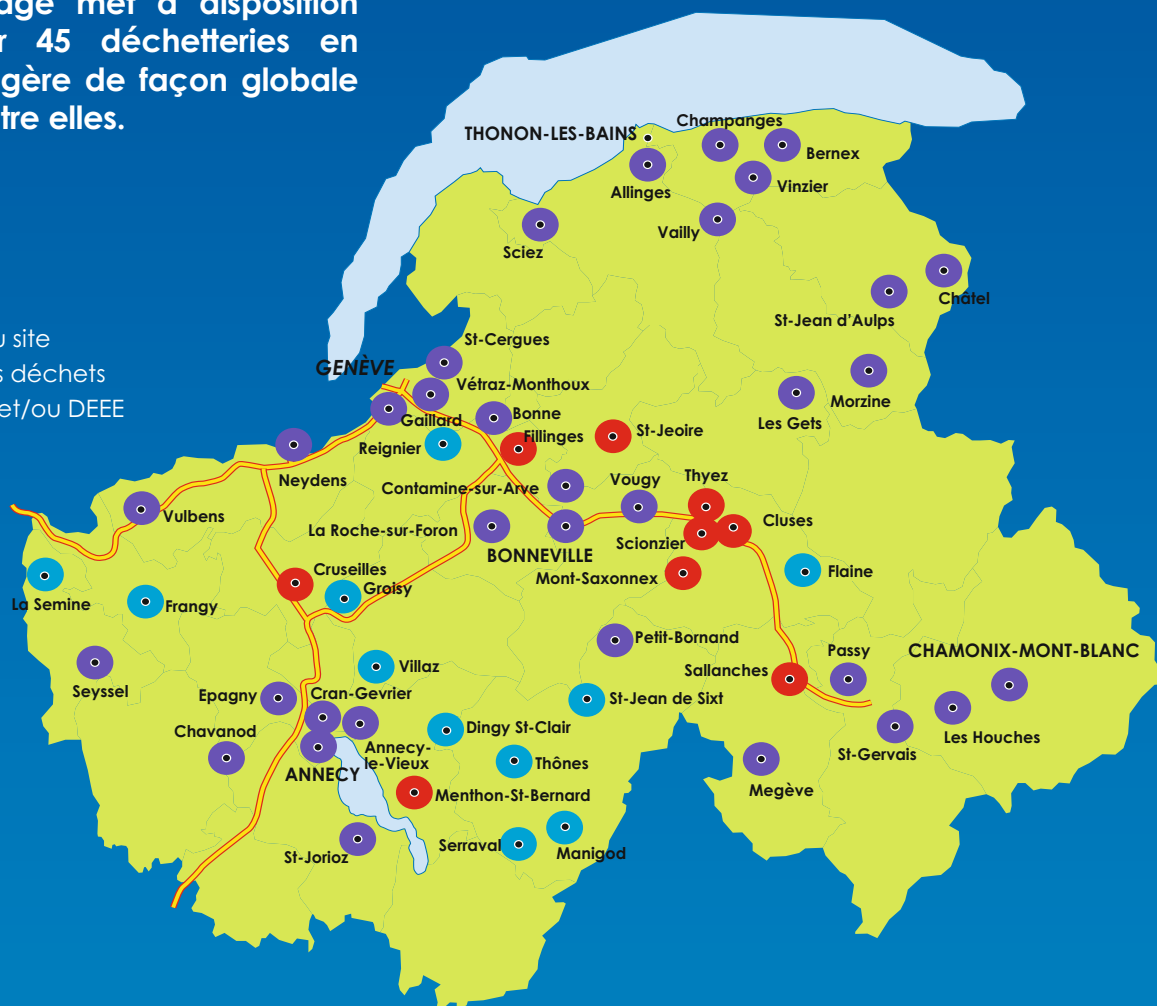 met à disposition
45 déchetteries en
gère de façon globale
elles.
THONON-LES-BAINS
Champanges
Bernex
Allinges
Vinzier
Vailly
Sciez
Châtel
St-Jean d'Aulps
site
déchets
et/ou DEEE
St-Cergues
GENÈVE
Vétraz-Monthoux
Morzine
Les Gets
Gaillard
Bonne
Reignier
Fillinges
St-Jeoire
Neydens
Contamine-sur-Arve
Vougy
Thyez
Vulbens
La Roche-sur-Foron
Cluses
Scionzier
BONNEVILLE
Mont-Saxonnex
Flaine
Cruseilles
Groisy
La Semine
Frangy
Petit-Bornand
Passy
CHAMONIX-MONT-BLANC
Villaz
Sallanches
Seyssel
Epagny
Cran-Gevrier
St-Jean de Sixt
Chavanod
Dingy St-Clair
Les Houches
St-Gervais
Annecy-
le-Vieux
Thônes
ANNECY
Megève
Menthon-St-Bernard
St-Jorioz
Serraval
Manigod